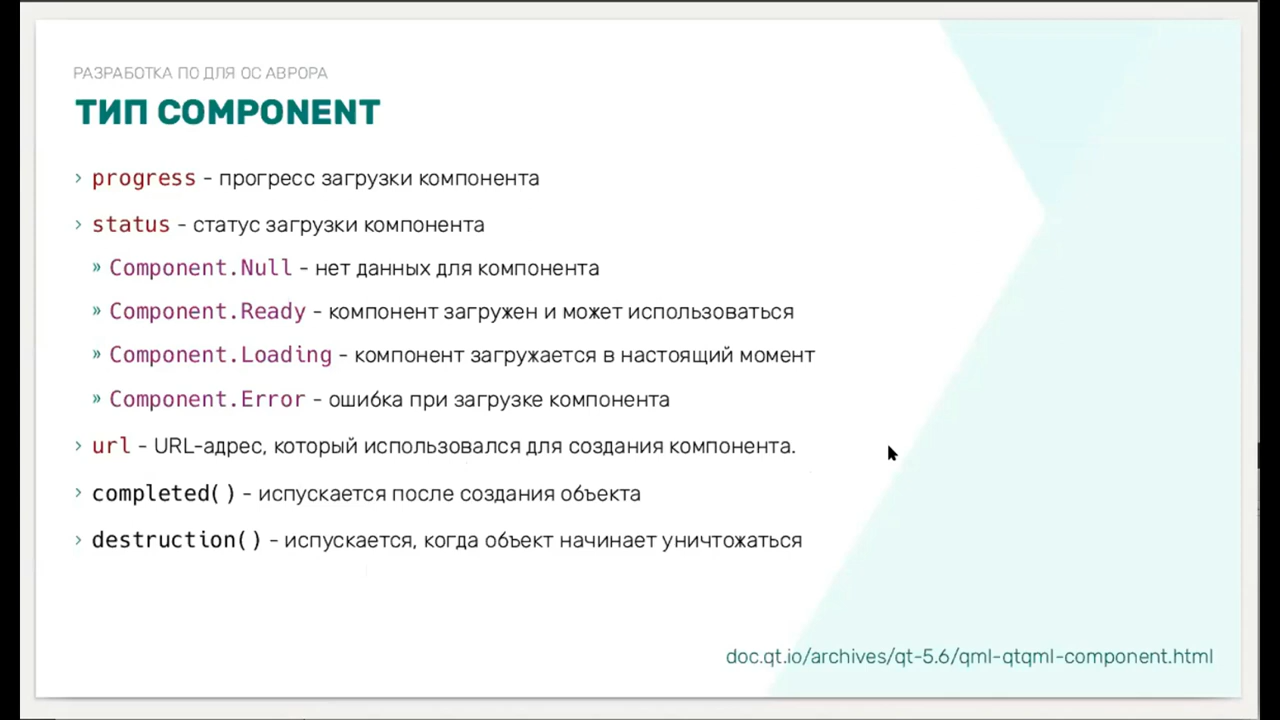 РАЗРАБОТКА ПО ДЛЯ ОС АВРОРА
ТИП COMPONENT
› progress - прогресс загрузки компонента
› status - статус загрузки компонента
» Component.Null - нет данных для компонента
» Component.Ready - компонент загружен и может использоваться
» Component.Loading - компонент загружается в настоящий момент
» Component.Error - ошибка при загрузке компонента
› url - URL-адрес, который использовался для создания компонента.
› completed() - испускается после создания объекта
› destruction() - испускается, когда объект начинает уничтожаться
doc.qt.io/archives/qt-5.6/qml-qtqml-component.html